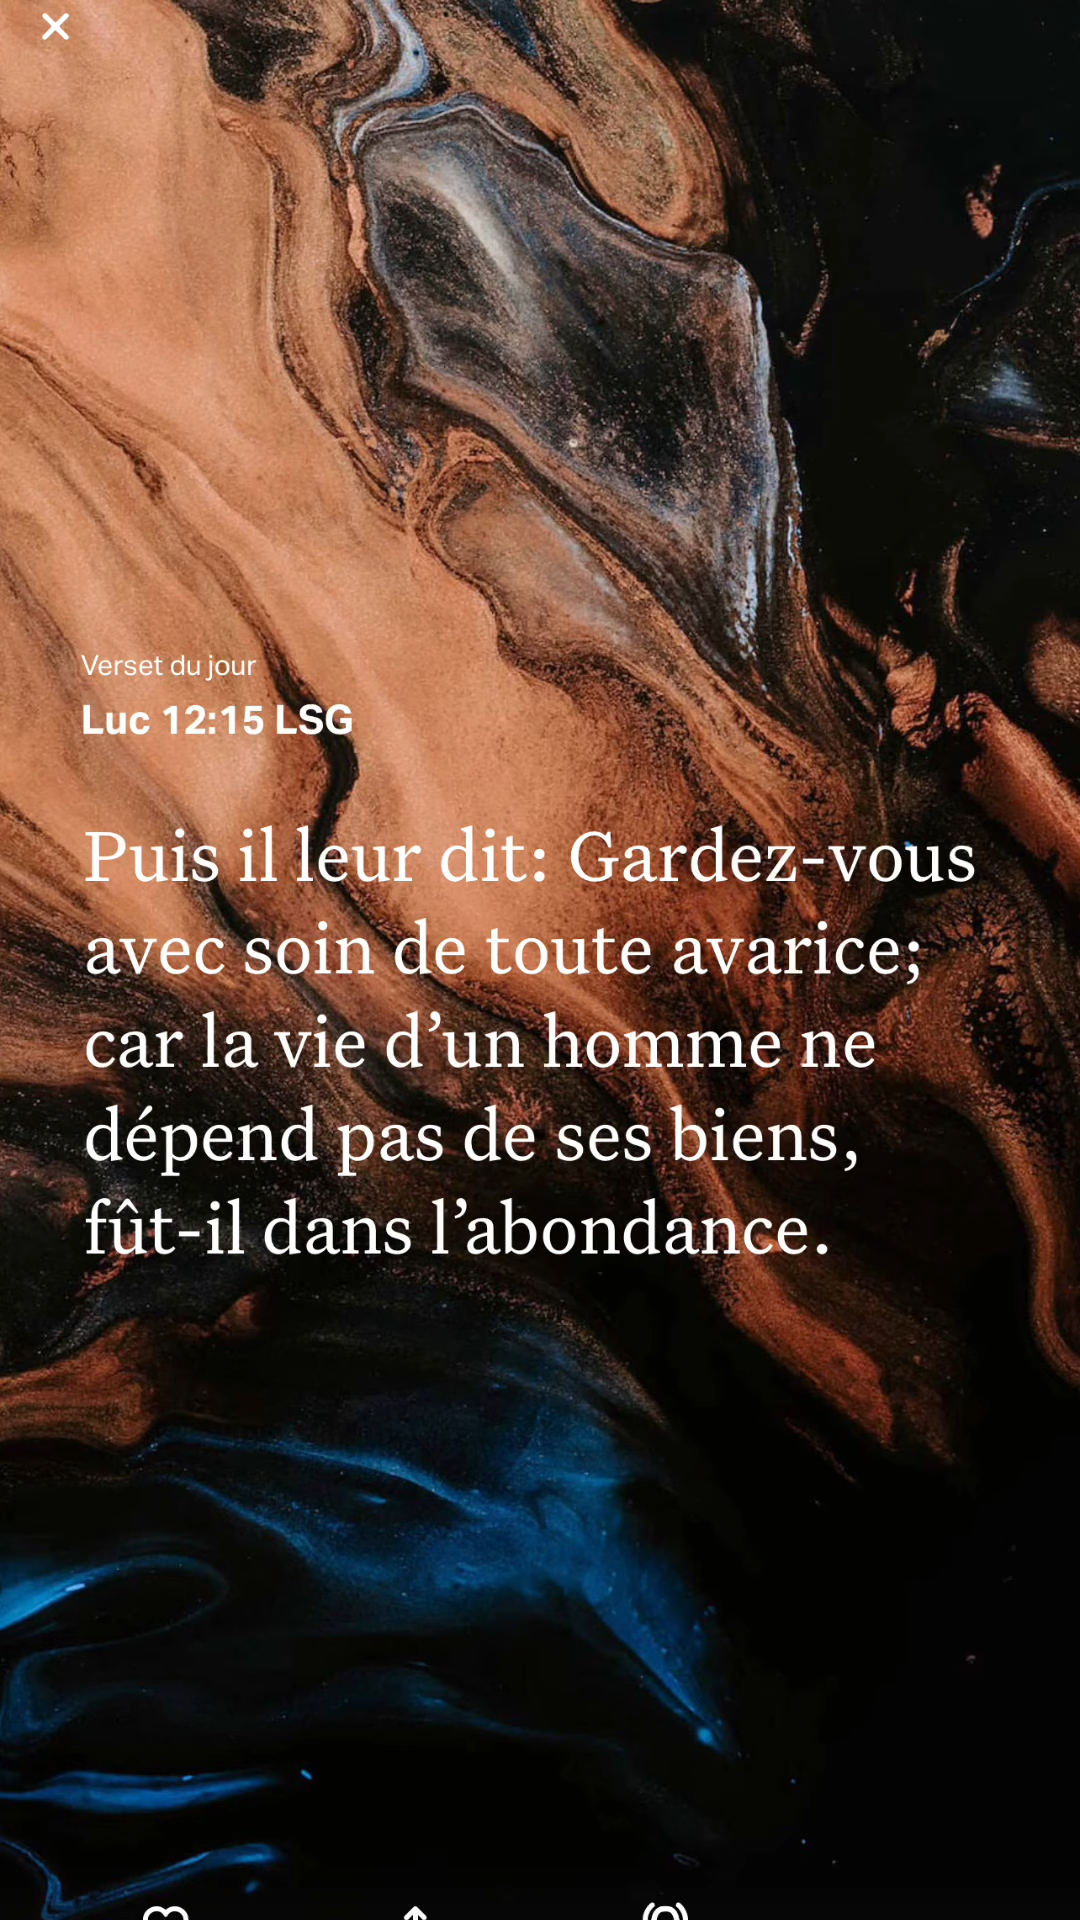 Verset du jour
Luc 12:15 LSG
Puis il leur dit: Gardez-vous
avec soin de toute avarice;
car la vie d’un homme ne
dépend pas de ses biens,
fût-il dans l’abondance.